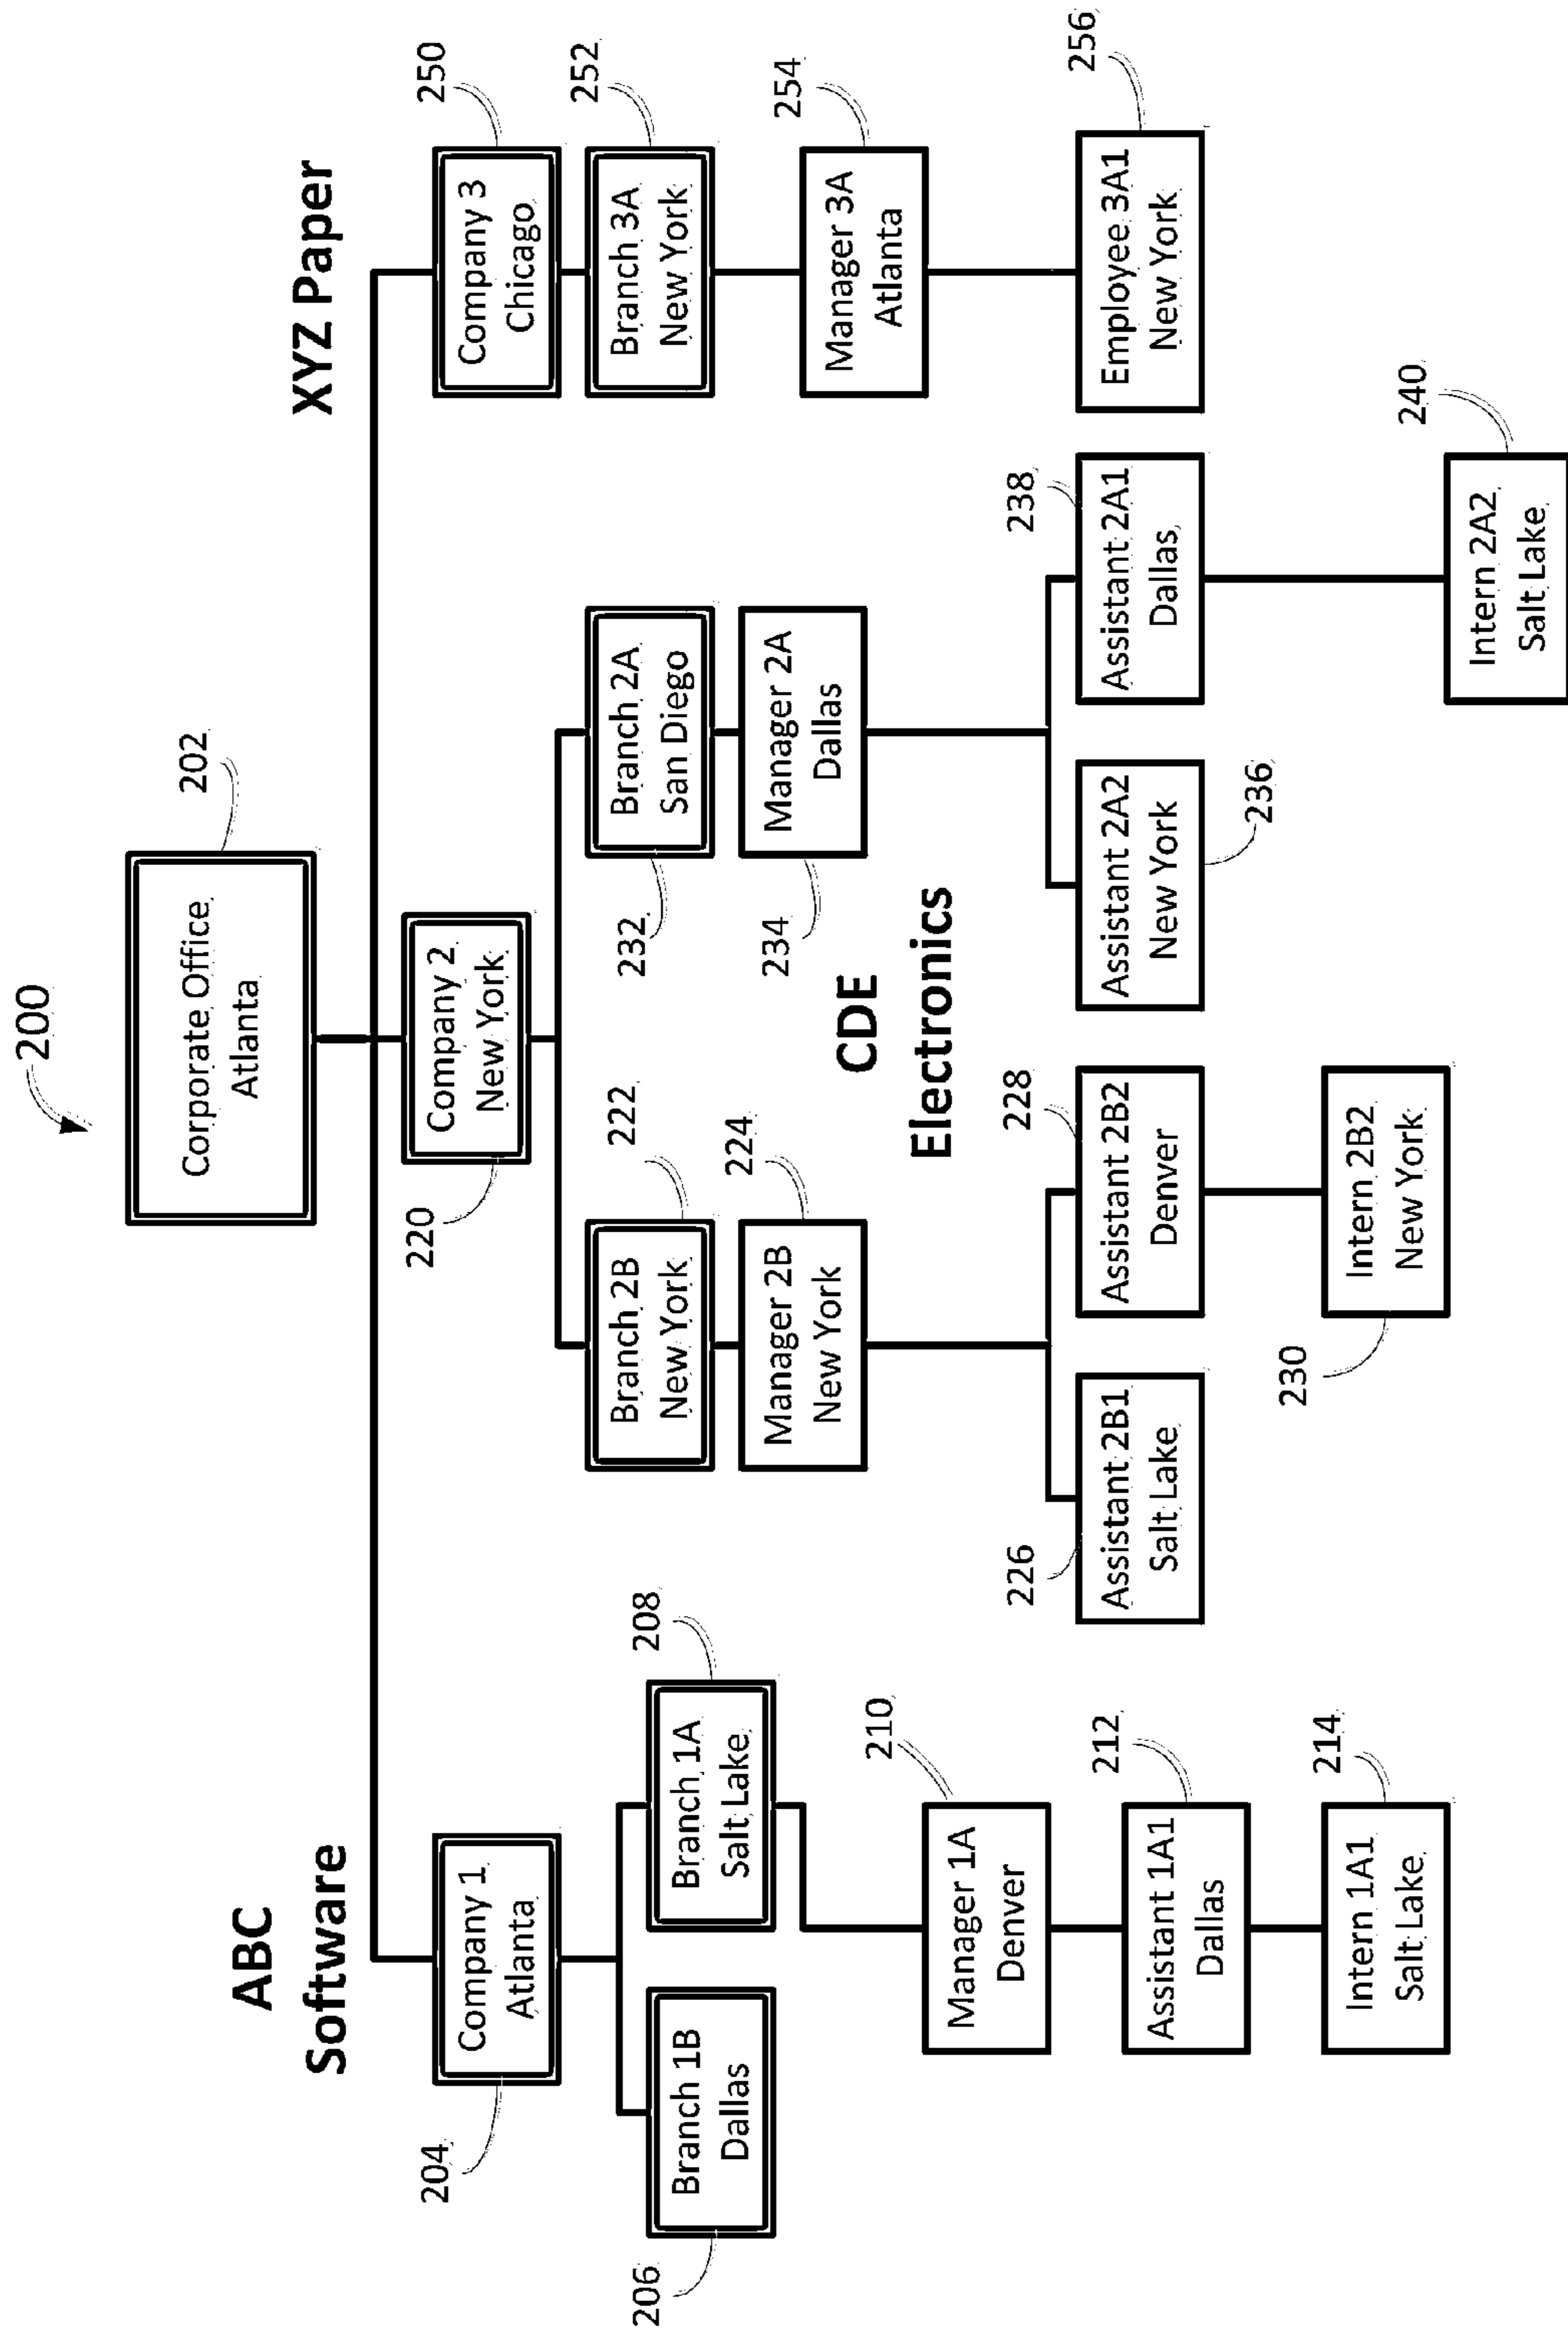 200
Corporate Office
Atlanta
202
ABC
Software
XYZ Paper
Company 1
Atlanta
204
Company 2
New York
220
Company 3
Chicago
250
Branch 1B
Dallas
206
Branch 1A
Salt Lake
208
Branch 2B
New York
222
Branch 2A
San Diego
232
Branch 3A
New York
252
Manager 2B
New York
224
Manager 2A
Dallas
234
Manager 3A
Atlanta
254
CDE
Electronics
Manager 1A
Denver
210
Assistant 2B1
Salt Lake
226
Assistant 2B2
Denver
228
Assistant 2A2
New York
236
Assistant 2A1
Dallas
238
Employee 3A1
New York
256
Assistant 1A1
Dallas
212
Intern 1A1
Salt Lake
214
Intern 2B2
New York
230
Intern 2A2
Salt Lake
240